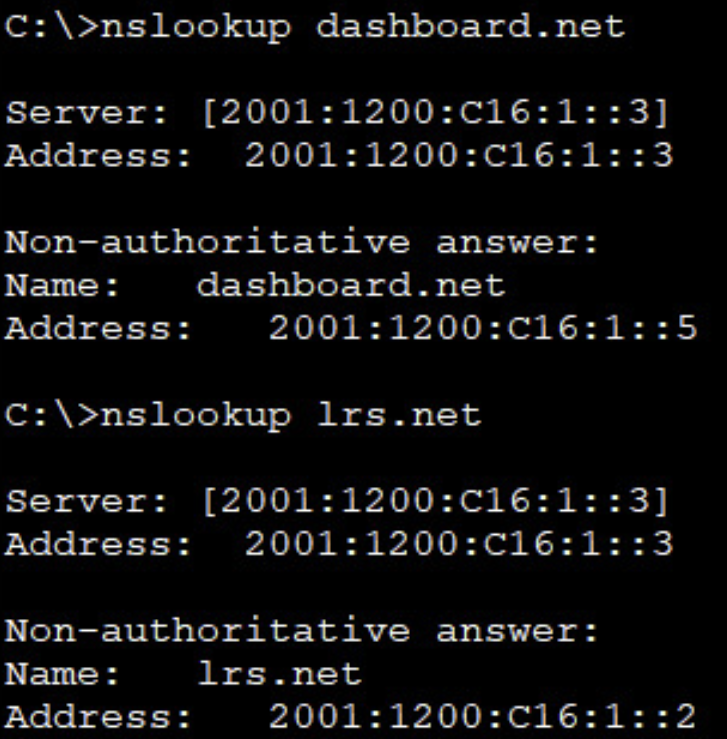 C:\>nslookup dashboard.net
Server: [2001:1200:C16:1::3]
Address: 2001:1200:C16:1::3
Non-authoritative answer:
Name: dashboard.net
Address: 2001:1200:C16:1::5
C:\>nslookup lrs.net
Server: [2001:1200:C16:1::3]
Address: 2001:1200:C16:1::3
Non-authoritative answer:
Name: lrs.net
Address: 2001:1200:C16:1::2